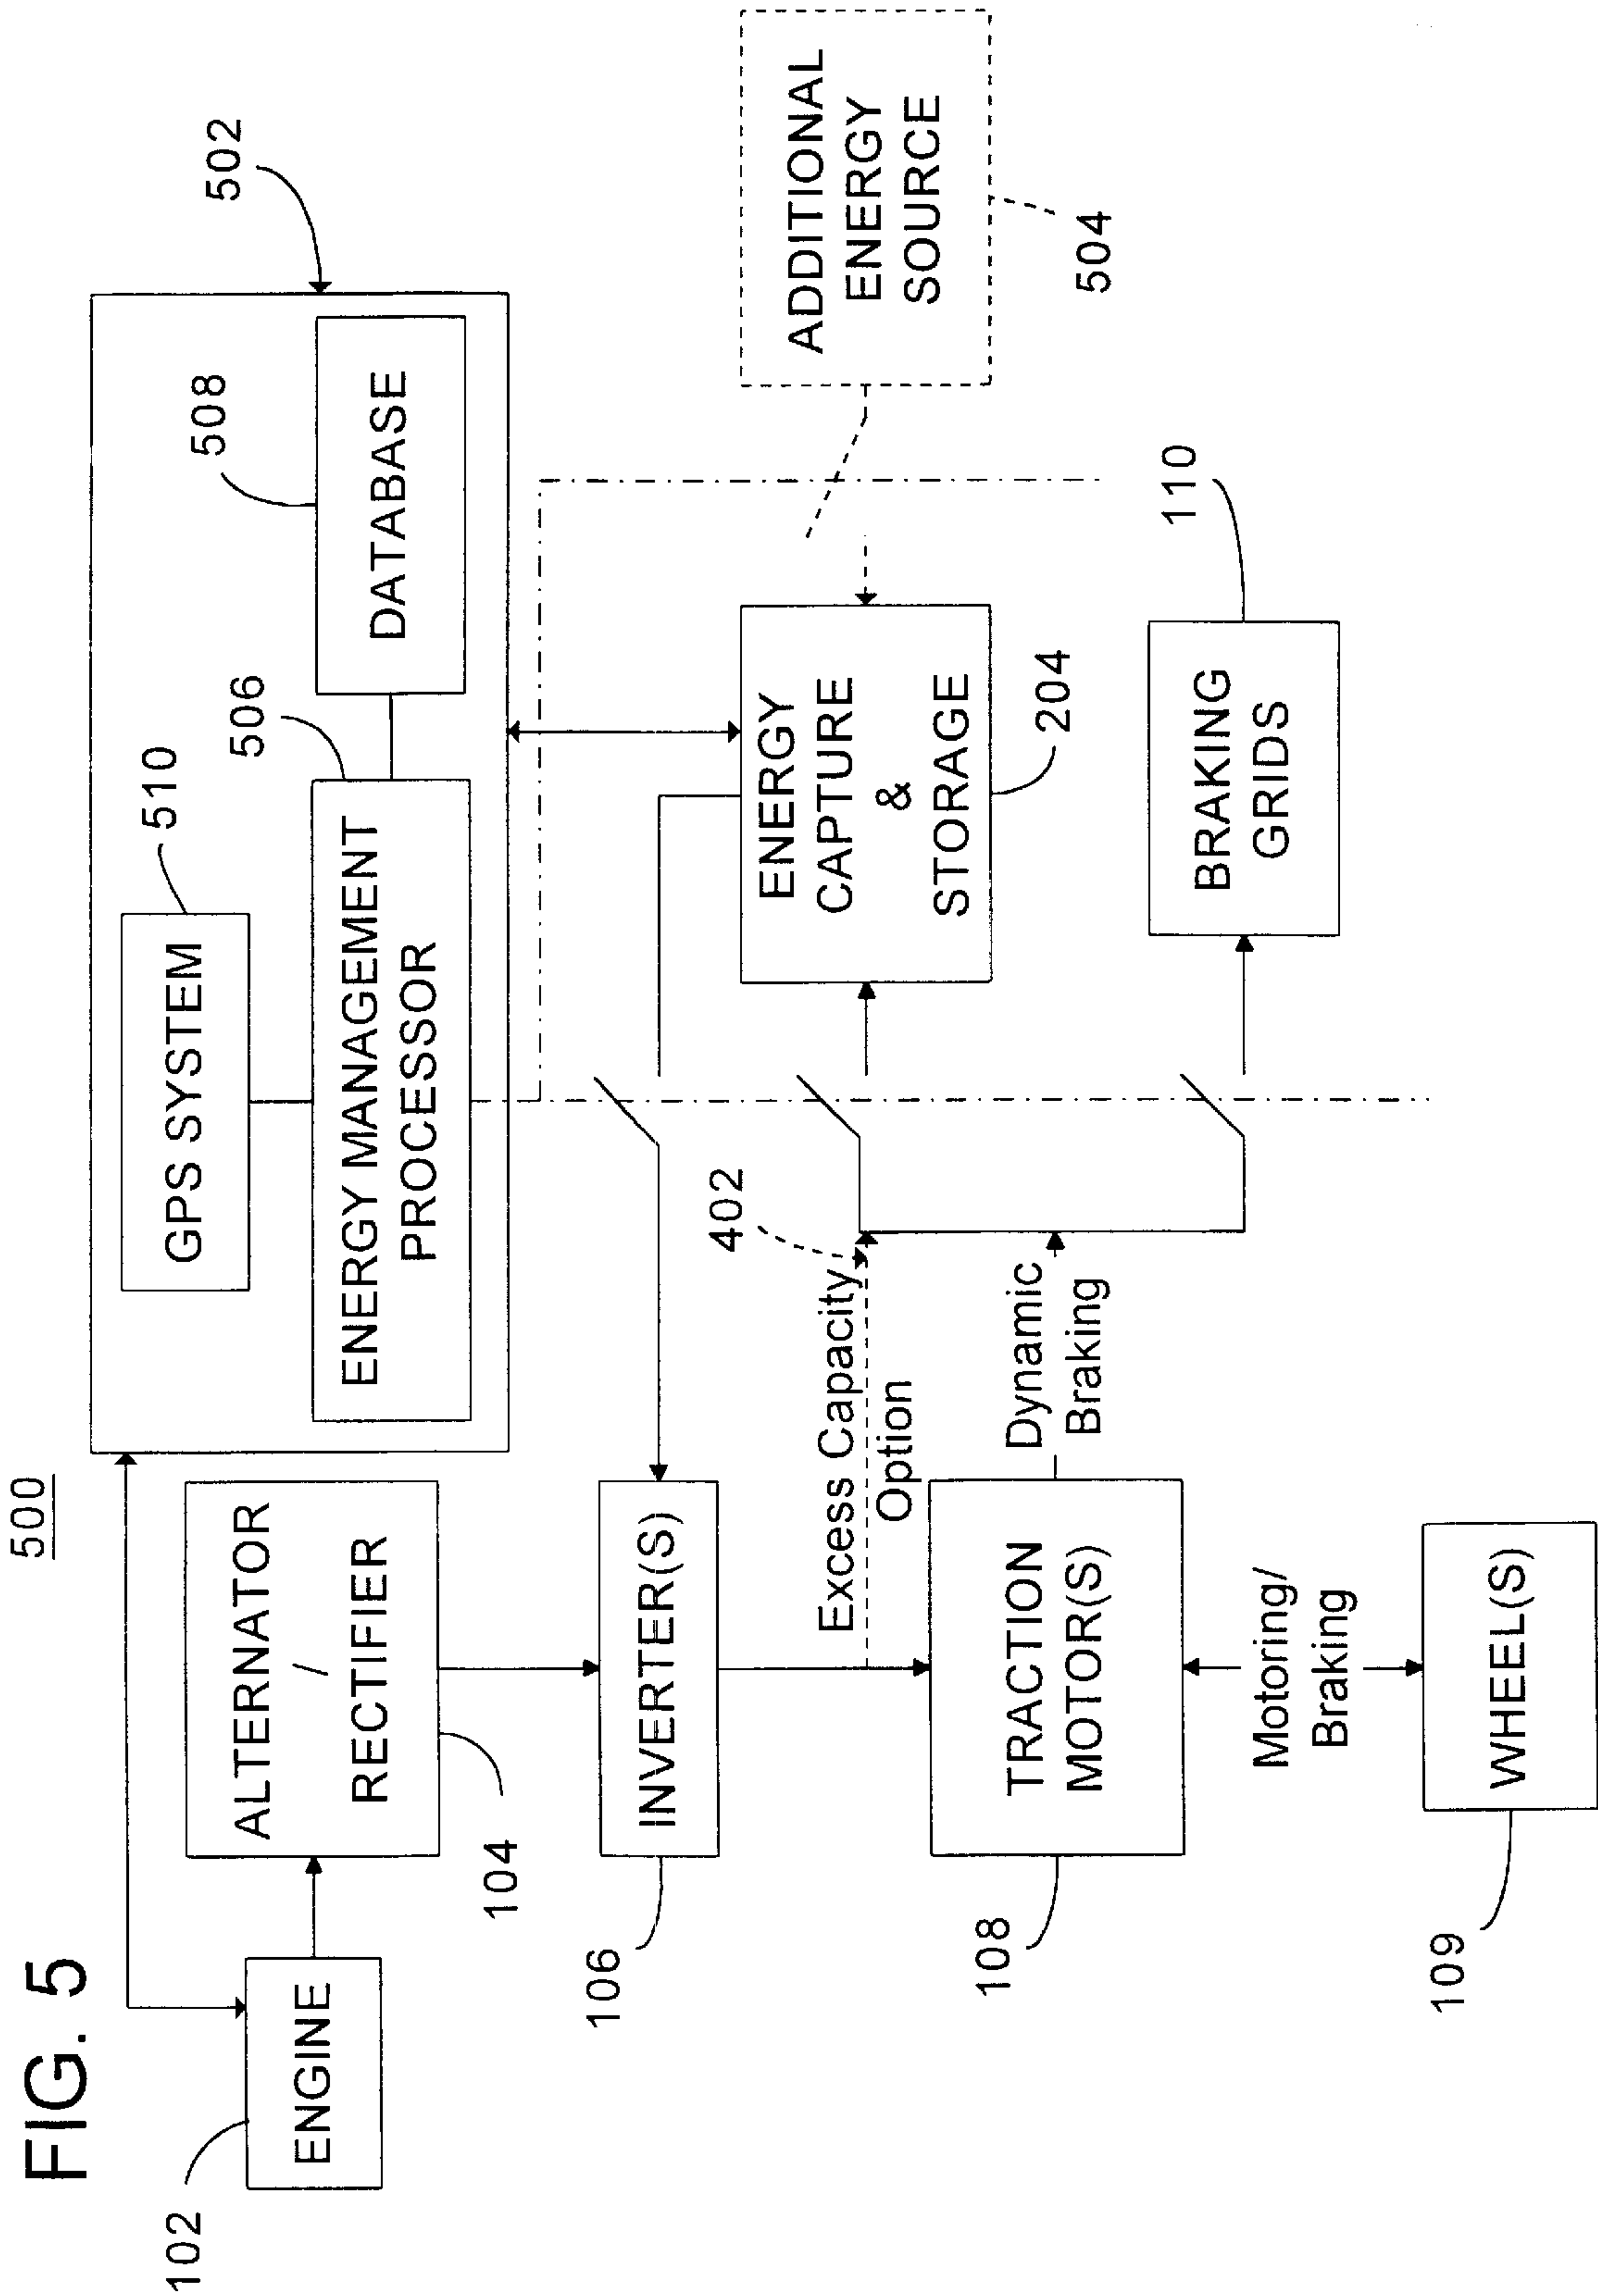 FIG. 5
500
502
510
GPS SYSTEM
508
506
DATABASE
ENERGY MANAGEMENT
PROCESSOR
102
ENGINE
ALTERNATOR
/
RECTIFIER
104
106
INVERTER(S)
402
Excess Capacity
Option
ENERGY
CAPTURE
&
STORAGE
204
ADDITIONAL
ENERGY
SOURCE
504
108
TRACTION
MOTOR(S)
Dynamic
Braking
110
BRAKING
GRIDS
Motoring/
Braking
109
WHEEL(S)